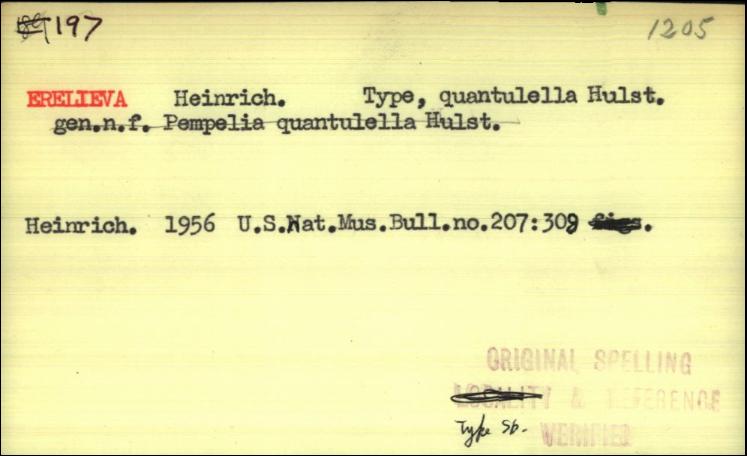 197 1205
ERELIEVA Heinrich. Type, quantulella Hulst.
gen.n.f. Pempelia quantulella Hulst.
Heinrich. 1956 U.S.Nat.Mus.Bull.no.207:309 figs.
ORIGINAL SPELLING
LOCALITY & REFERENCE
Type Sp. VERIFIED